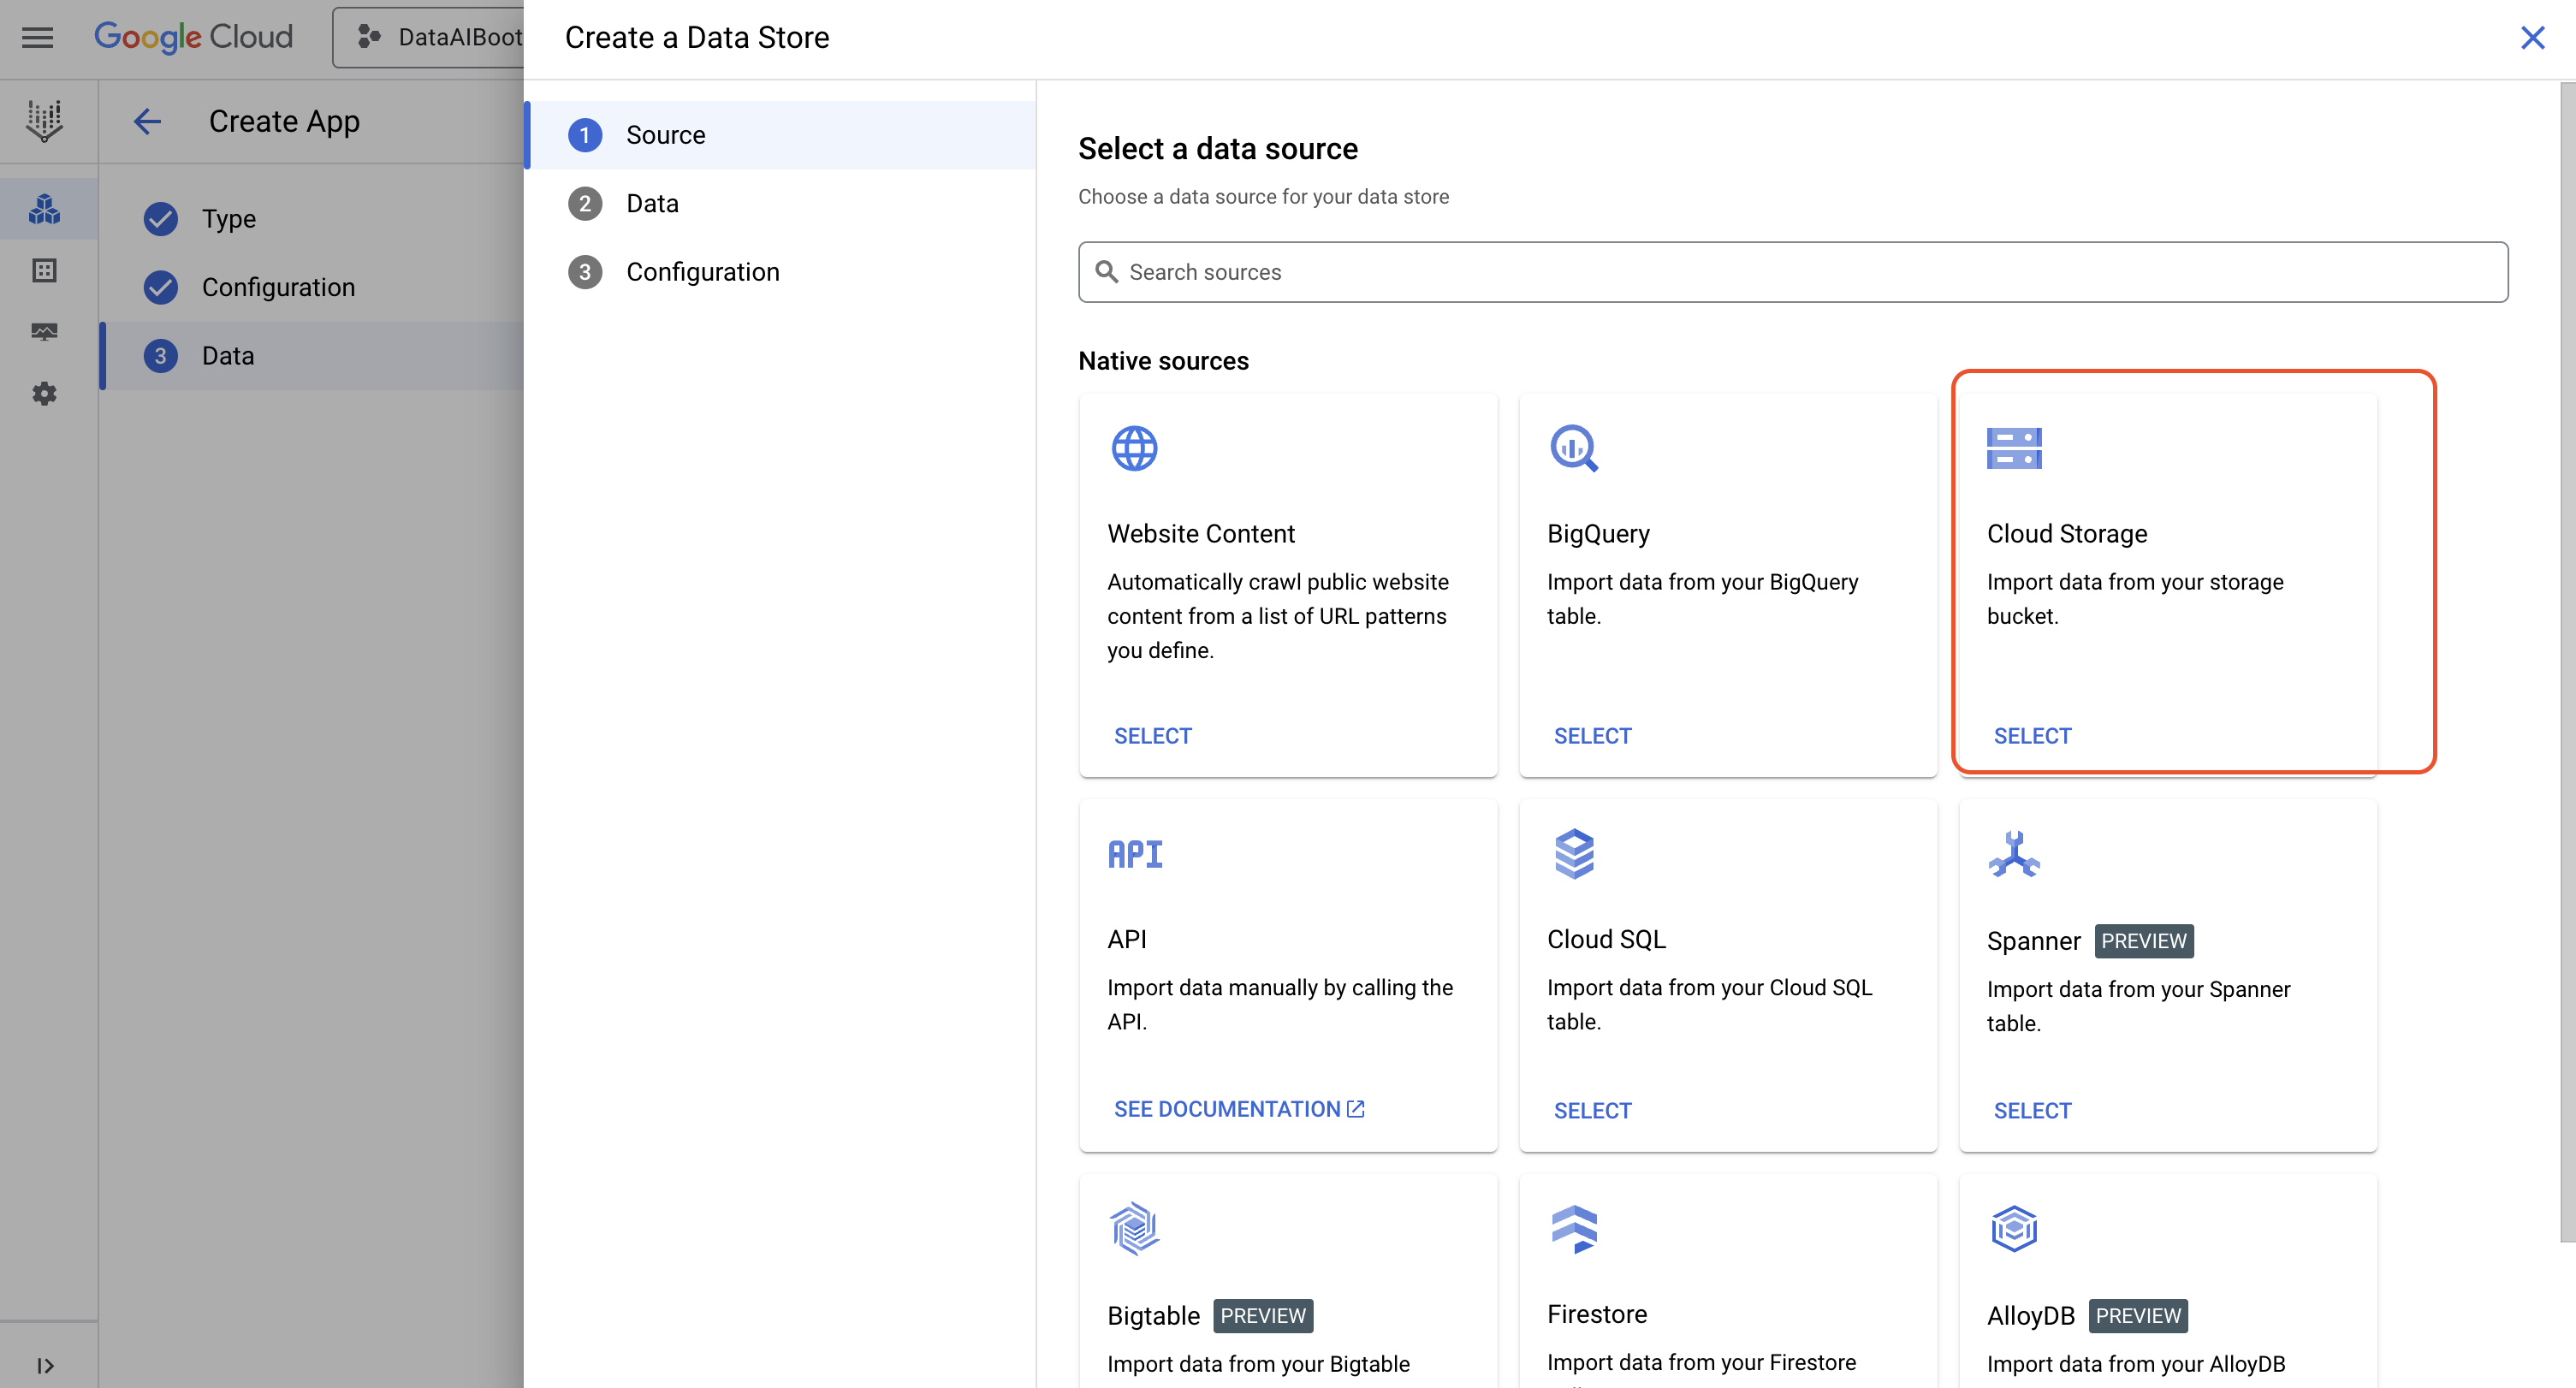 Google Cloud
DataAIBoot
Create a Data Store
Create App
Type
Configuration
3 Data
1 Source
2 Data
3 Configuration
Select a data source
Choose a data source for your data store
Search sources
Native sources
Website Content
Automatically crawl public website
content from a list of URL patterns
you define.
SELECT
BigQuery
Import data from your BigQuery
table.
SELECT
Cloud Storage
Import data from your storage
bucket.
SELECT
API
API
Import data manually by calling the
API.
SEE DOCUMENTATION
Cloud SQL
Import data from your Cloud SQL
table.
SELECT
Spanner PREVIEW
Import data from your Spanner
table.
SELECT
Bigtable PREVIEW
Import data from your Bigtable
Firestore
Import data from your Firestore
AlloyDB PREVIEW
Import data from your AlloyDB